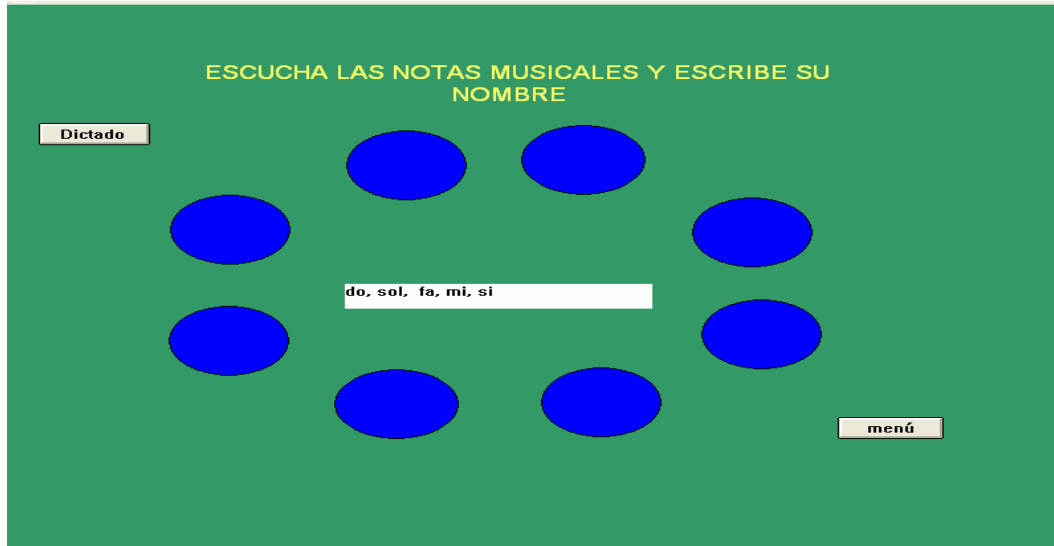 ESCUCHA LAS NOTAS MUSICALES Y ESCRIBE SU
NOMBRE
Dictado
do, sol, fa, mi, si
menú